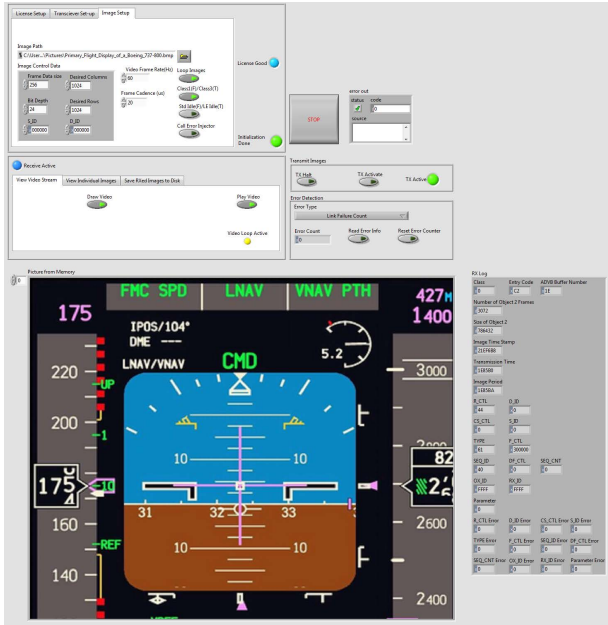 License Setup Transciever Set-up Image Setup
Image Path
C:\User...\Pictures\Primary_Flight_Display_of_a_Boeing_737-800.bmp
Image Control Data
Frame Data size Desired Columns
256 1024
Bit Depth Desired Rows
24 1024
S_ID D_ID
000000 000000
Video Frame Rate(Hz)
60
Frame Cadence (us)
20
Loop Images
Class1(F)/Class3(T)
Std Idle(F)/LE Idle(T)
Call Error Injector
License Good
Initialization
Done
STOP
error out
status code
0
source
Receive Active
View Video Stream View Individual Images Save RXed Images to Disk
Draw Video Play Video
Video Loop Active
Transmit Images
TX Halt TX Activate TX Active
Error Detection
Error Type
Link Failure Count
Error Count Read Error Info Reset Error Counter
0
0
Picture from Memory
FMC SPD LNAV VNAV PTH
175
427M
1400
IPOS/104°
DME ---
LNAV/VNAV
CMD
5.2
220
200
160
140
UP
1
10
REF
175
4
10 10
31 32 33
10 10
3000
82
2600
2400
RX Log
Class Entry Code ADVB Buffer Number
0 C2 1E
Number of Object 2 Frames
3072
Size of Object 2
786432
Image Time Stamp
21EF6B8
Transmission Time
1E8500
Image Period
1E85BA
R_CTL D_ID
44 0
CS_CTL S_ID
0 0
TYPE F_CTL
61 300000
SEQ_ID DF_CTL SEQ_CNT
40 0 0
OX_ID RX_ID
FFFF FFFF
Parameter
0
R_CTL Error D_ID Error CS_CTL Error S_ID Error
0 0 0 0
TYPE Error F_CTL Error SEQ_ID Error DF_CTL Error
0 0 0 0
SEQ_CNT Error OX_ID Error RX_ID Error Parameter Error
0 0 0 0